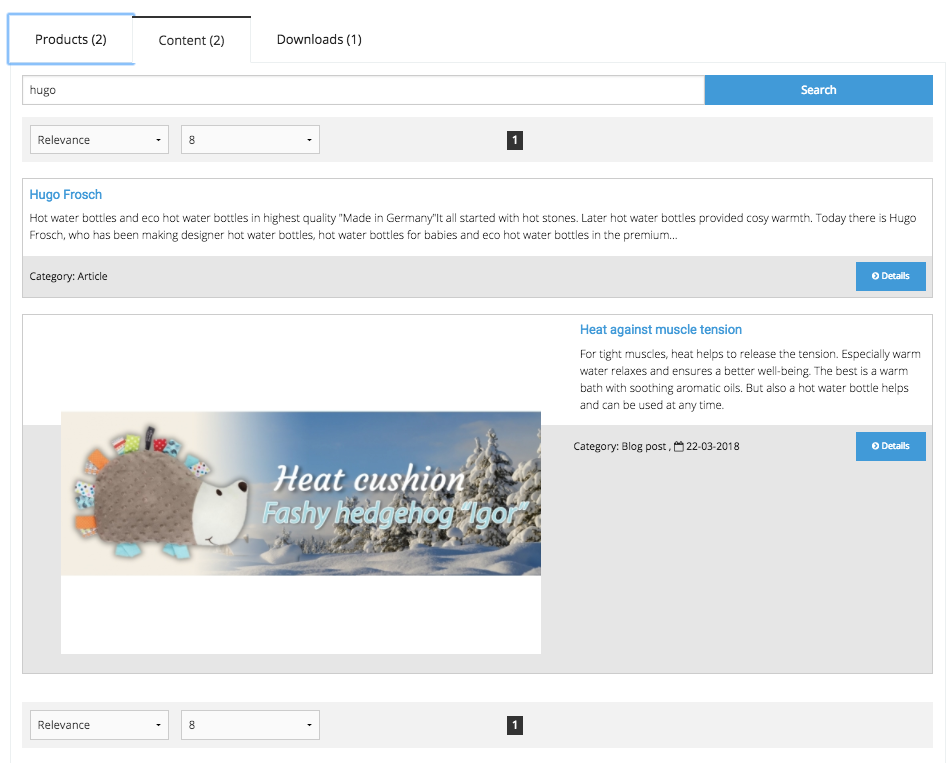 Products (2)
Content (2)
Downloads (1)
hugo
Search
Relevance
8
1
Hugo Frosch
Hot water bottles and eco hot water bottles in highest quality "Made in Germany"It all started with hot stones. Later hot water bottles provided cosy warmth. Today there is Hugo
Frosch, who has been making designer hot water bottles, hot water bottles for babies and eco hot water bottles in the premium...
Category: Article
Details
Heat against muscle tension
For tight muscles, heat helps to release the tension. Especially warm
water relaxes and ensures a better well-being. The best is a warm
bath with soothing aromatic oils. But also a hot water bottle helps
and can be used at any time.
Heat cushion
Fashy hedgehog "Igor"
Category: Blog post , 22-03-2018
Details
Relevance
8
1